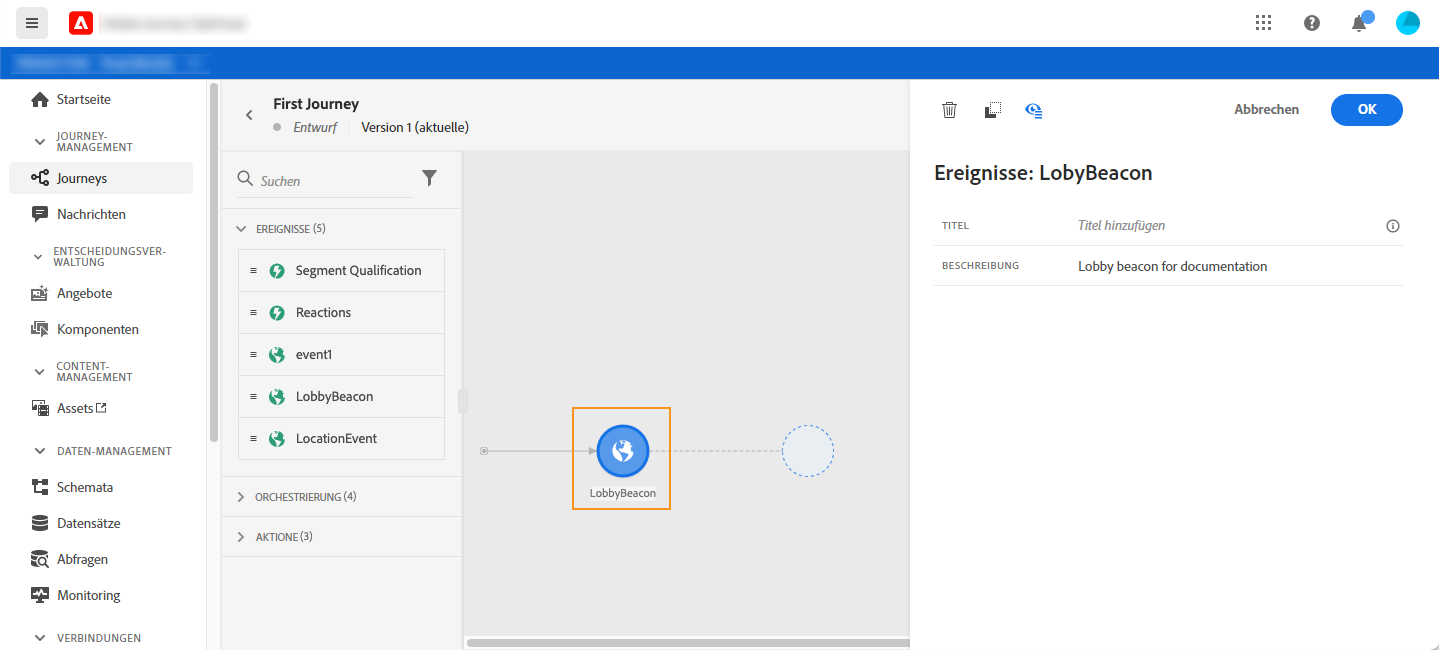 Startseite
JOURNEY-
MANAGEMENT
Journeys
Nachrichten
ENTSCHEIDUNGSVER-
WALTUNG
Angebote
Komponenten
CONTENT-
MANAGEMENT
Assets
DATEN-MANAGEMENT
Schemata
Datensätze
Abfragen
Monitoring
VERBINDUNGEN
First Journey
Entwurf Version 1 (aktuelle)
Suchen
EREIGNISSE (5)
Segment Qualification
Reactions
event1
LobbyBeacon
LocationEvent
ORCHESTRIERUNG (4)
AKTIONE (3)
LobbyBeacon
Abbrechen OK
Ereignisse: LobyBeacon
TITEL Titel hinzufügen
BESCHREIBUNG Lobby beacon for documentation